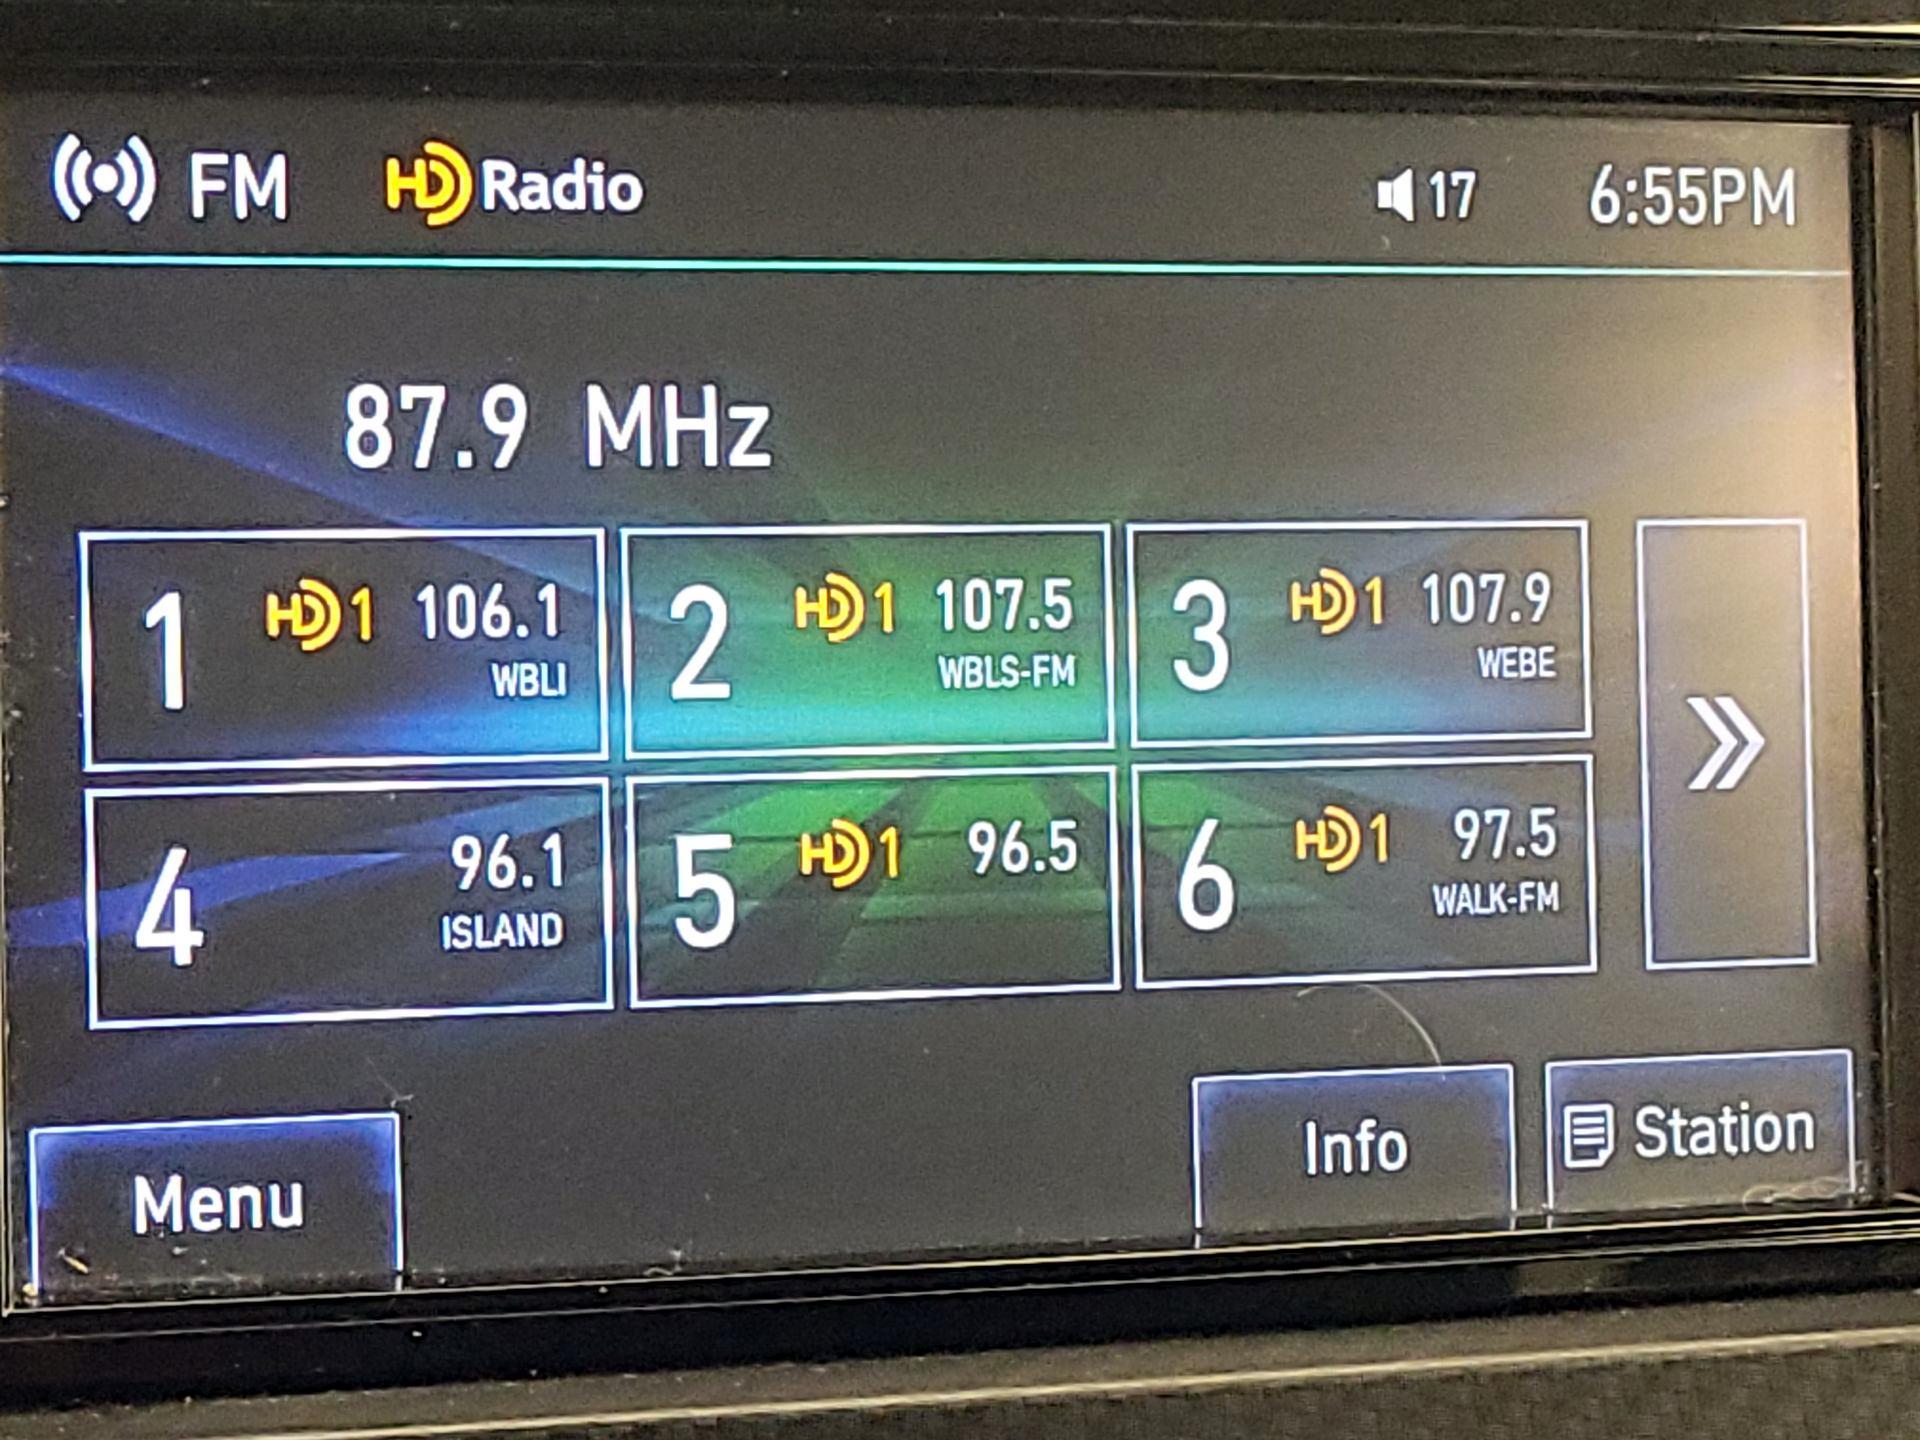 FM HD Radio 17 6:55PM
87.9 MHz
1 HD1 106.1
WBLI
2 HD1 107.5
WBLS-FM
3 HD1 107.9
WEBE
4 96.1
ISLAND
5 HD1 96.5
6 HD1 97.5
WALK-FM
Menu
Info
Station